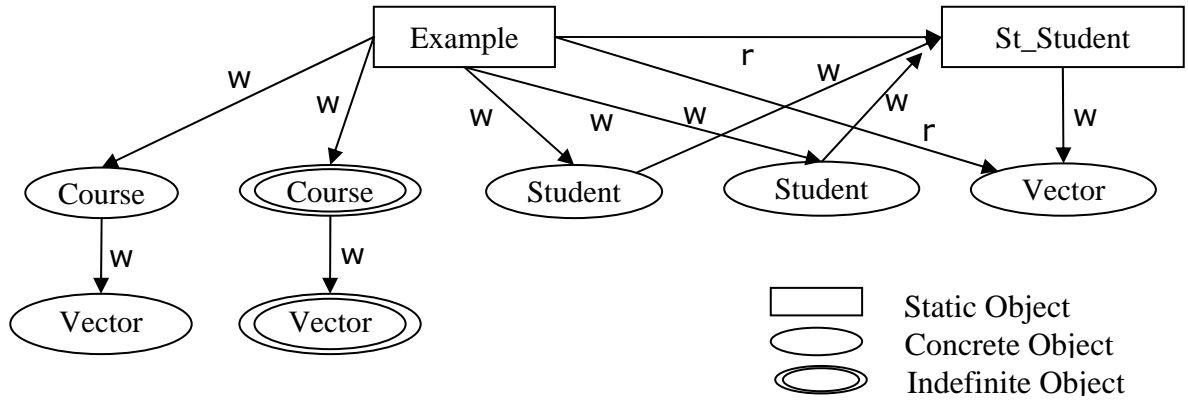 Example
St_Student
r
w
w
w
w
w
w
w
r
Course
Course
Student
Student
Vector
w
w
Vector
Vector
Static Object
Concrete Object
Indefinite Object